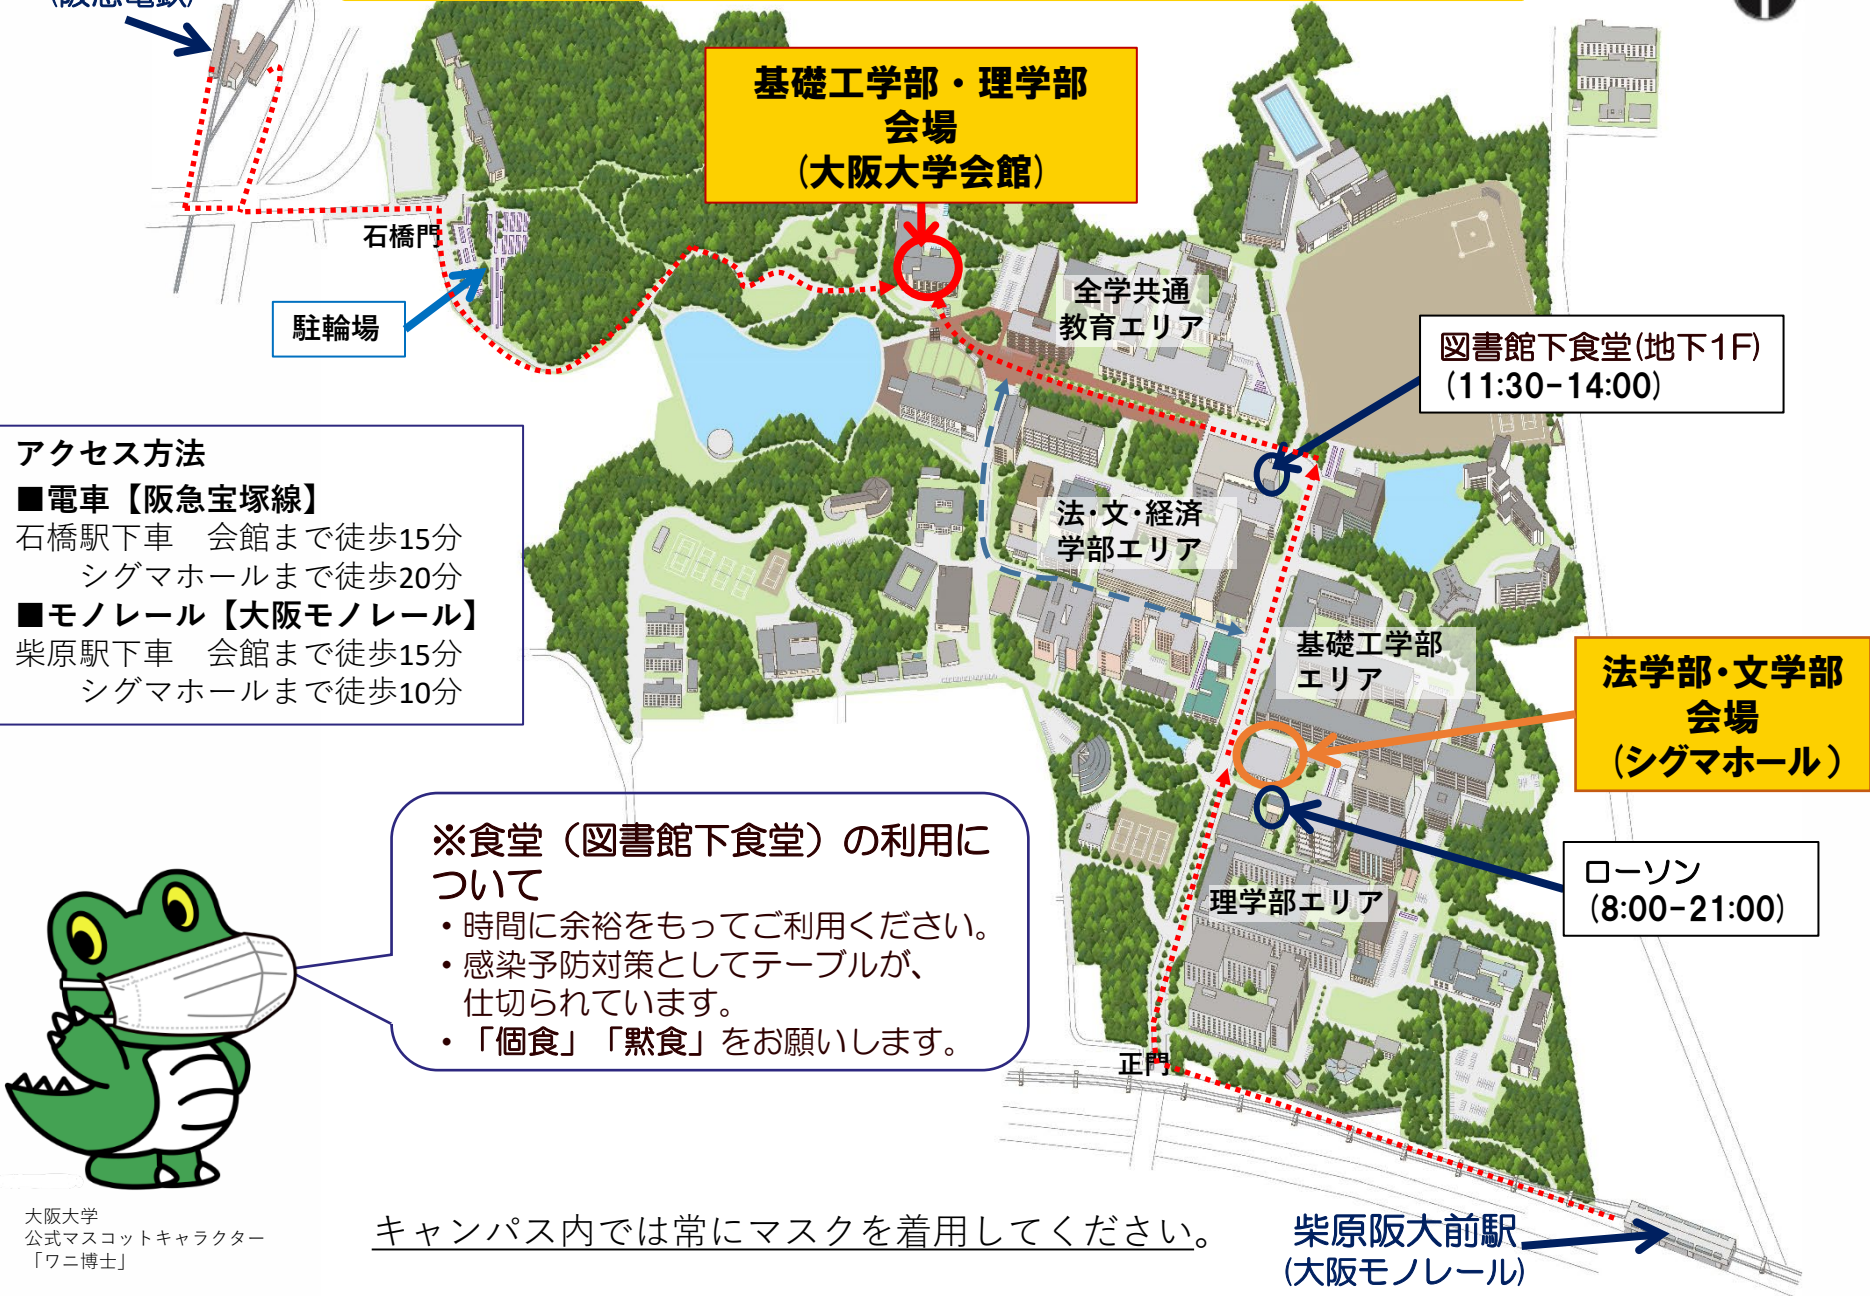 (阪急電鉄)
基礎工学部・理学部
会場
(大阪大学会館)
石橋門
駐輪場
全学共通
教育エリア
図書館下食堂(地下1F)
(11:30-14:00)
アクセス方法
■電車【阪急宝塚線】
石橋駅下車　会館まで徒歩15分
シグマホールまで徒歩20分
■モノレール【大阪モノレール】
柴原駅下車　会館まで徒歩15分
シグマホールまで徒歩10分
法・文・経済
学部エリア
基礎工学部
エリア
法学部・文学部
会場
(シグマホール)
※食堂（図書館下食堂）の利用に
ついて
・時間に余裕をもってご利用ください。
・感染予防対策としてテーブルが、
仕切られています。
・「個食」「黙食」をお願いします。
ローソン
(8:00-21:00)
理学部エリア
正門
大阪大学
公式マスコットキャラクター
「ワニ博士」
キャンパス内では常にマスクを着用してください。
柴原阪大前駅
(大阪モノレール)